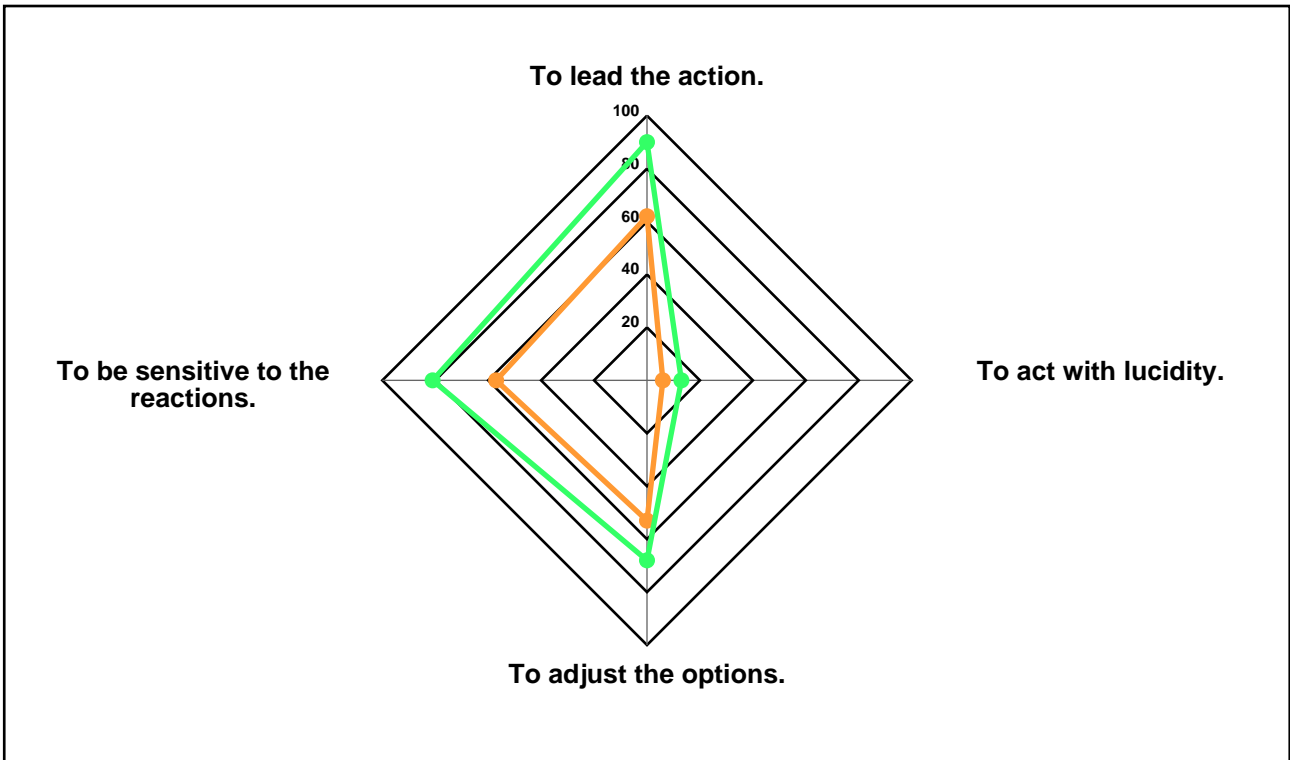 To lead the action.
100
80
60
40
20
To be sensitive to the
reactions.
To act with lucidity.
To adjust the options.